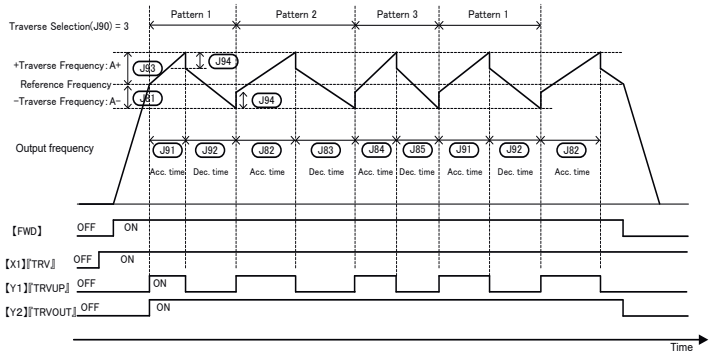 Traverse Selection(J90) = 3
Pattern 1
Pattern 2
Pattern 3
Pattern 1
+Traverse Frequency: A+
J93
J94
Reference Frequency
-Traverse Frequency: A-
J81
J94
Output frequency
J91
J92
J82
J83
J84
J85
J91
J92
J82
Acc. time
Dec. time
Acc. time
Dec. time
Acc. time
Dec. time
Acc. time
Dec. time
Acc. time
【FWD】
OFF
ON
【X1】『TRV』
OFF
ON
【Y1】『TRVUP』
OFF
ON
【Y2】『TRVOUT』
OFF
ON
Time